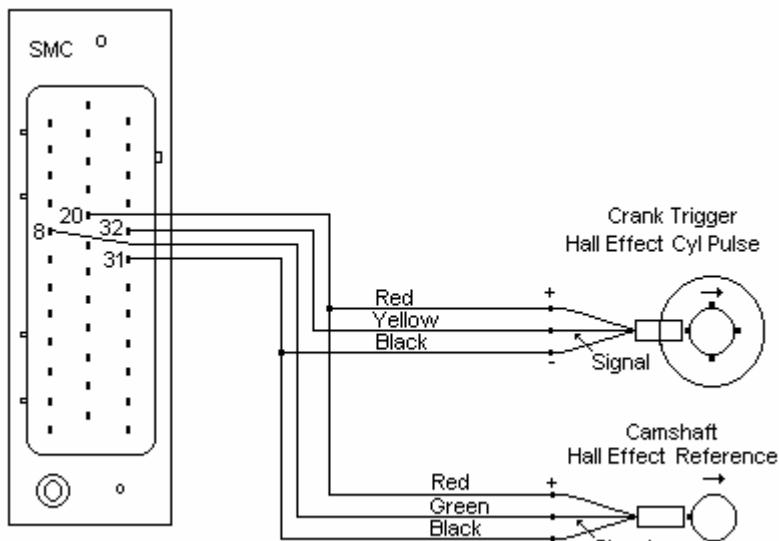 SMC
20
8
32
31
Crank Trigger
Hall Effect Cyl Pulse
Red
+
Yellow
Black
-
Signal
Camshaft
Hall Effect Reference
Red
+
Green
Black